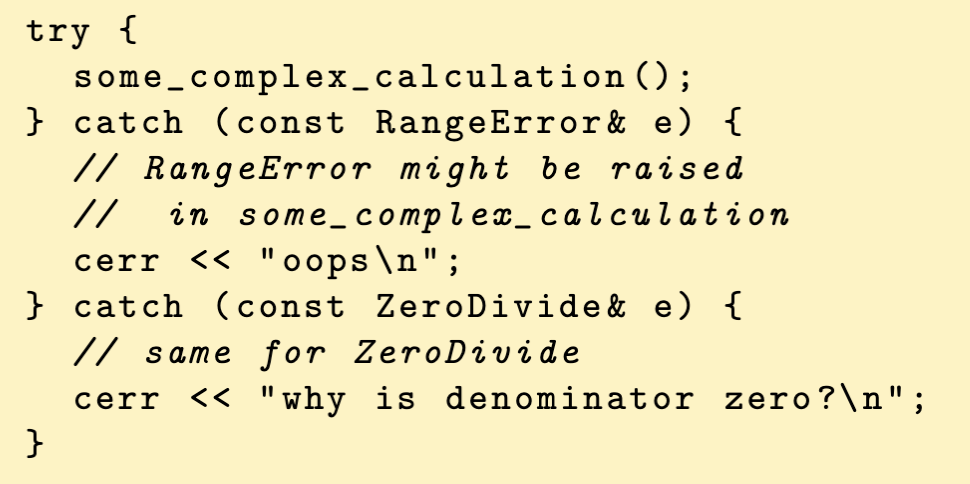 try {
  some_complex_calculation();
} catch (const RangeError& e) {
  // RangeError might be raised
  //  in some_complex_calculation
  cerr << "oops\n";
} catch (const ZeroDivide& e) {
  // same for ZeroDivide
  cerr << "why is denominator zero?\n";
}